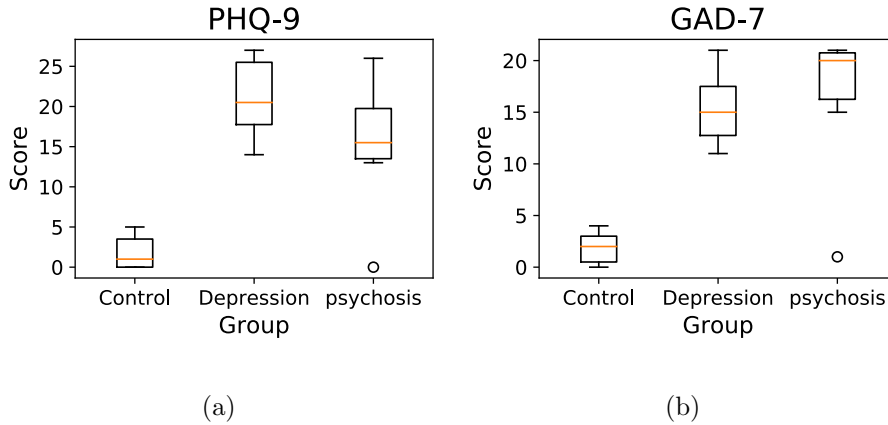 PHQ-9
25
20
15
10
5
0
Score
Control Depression psychosis
Group
(a)
GAD-7
20
15
10
5
0
Score
Control Depression psychosis
Group
(b)